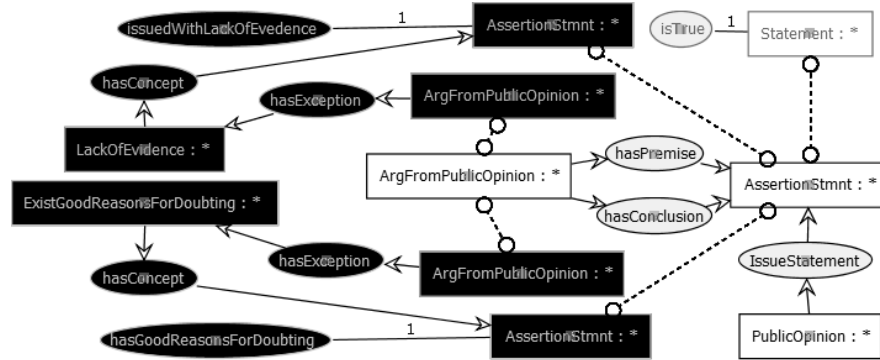 issuedWithLackOfEvedence
1
AssertionStmnt : *
isTrue
1
Statement : *
hasConcept
hasException
ArgFromPublicOpinion : *
LackOfEvidence : *
ArgFromPublicOpinion : *
hasPremise
AssertionStmnt : *
ExistGoodReasonsForDoubting : *
hasConclusion
hasException
ArgFromPublicOpinion : *
IssueStatement
hasConcept
hasGoodReasonsForDoubting
1
AssertionStmnt : *
PublicOpinion : *